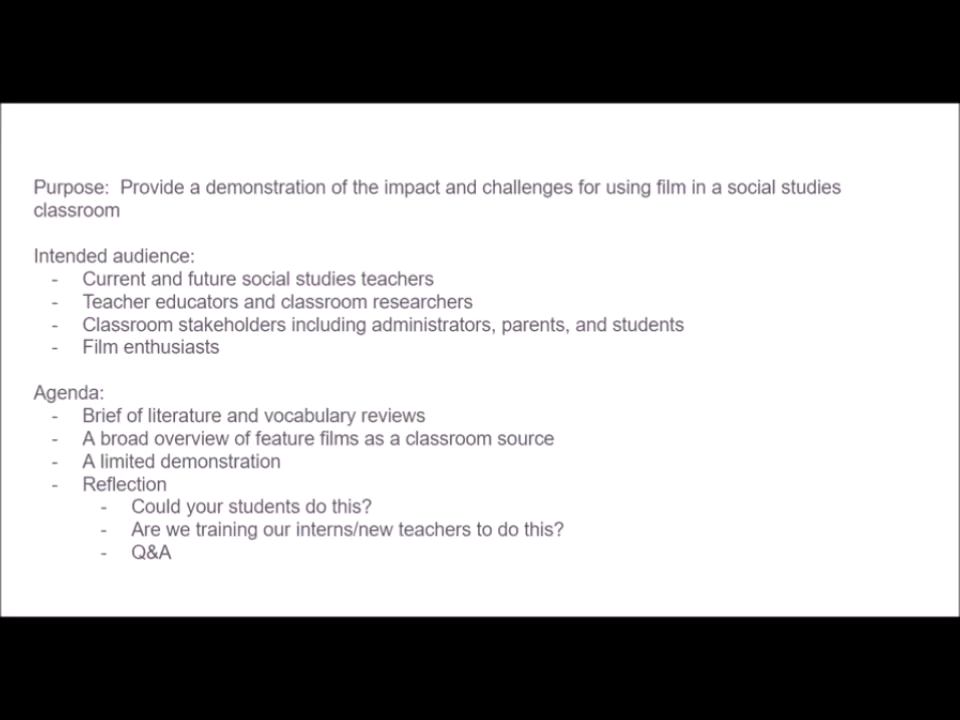 Purpose:  Provide a demonstration of the impact and challenges for using film in a social studies
classroom
Intended audience:
- Current and future social studies teachers
- Teacher educators and classroom researchers
- Classroom stakeholders including administrators, parents, and students
- Film enthusiasts
Agenda:
- Brief of literature and vocabulary reviews
- A broad overview of feature films as a classroom source
- A limited demonstration
- Reflection
- Could your students do this?
- Are we training our interns/new teachers to do this?
- Q&A